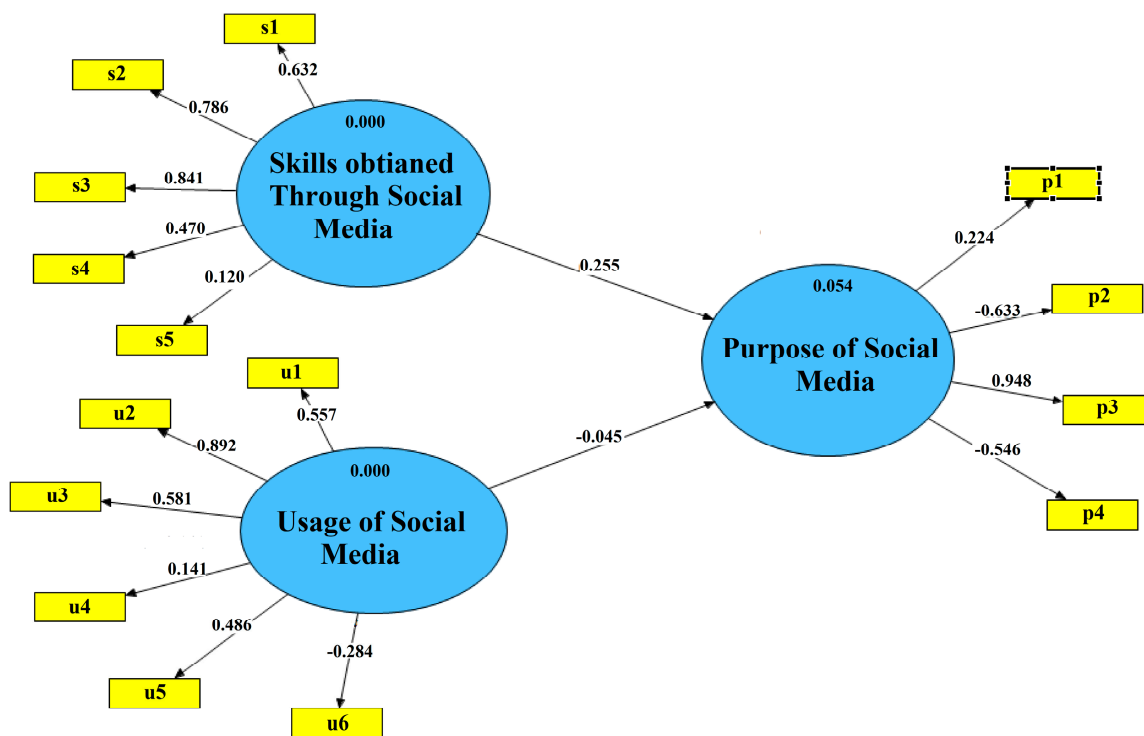 s1
0.632
s2
0.786
s3
0.841
s4
0.470
s5
0.120
0.000
Skills obtianed
Through Social
Media
0.255
u1
0.557
u2
-0.892
u3
0.581
u4
0.141
u5
0.486
u6
-0.284
0.000
Usage of Social
Media
-0.045
0.054
Purpose of Social
Media
p1
0.224
p2
-0.633
p3
0.948
p4
-0.546